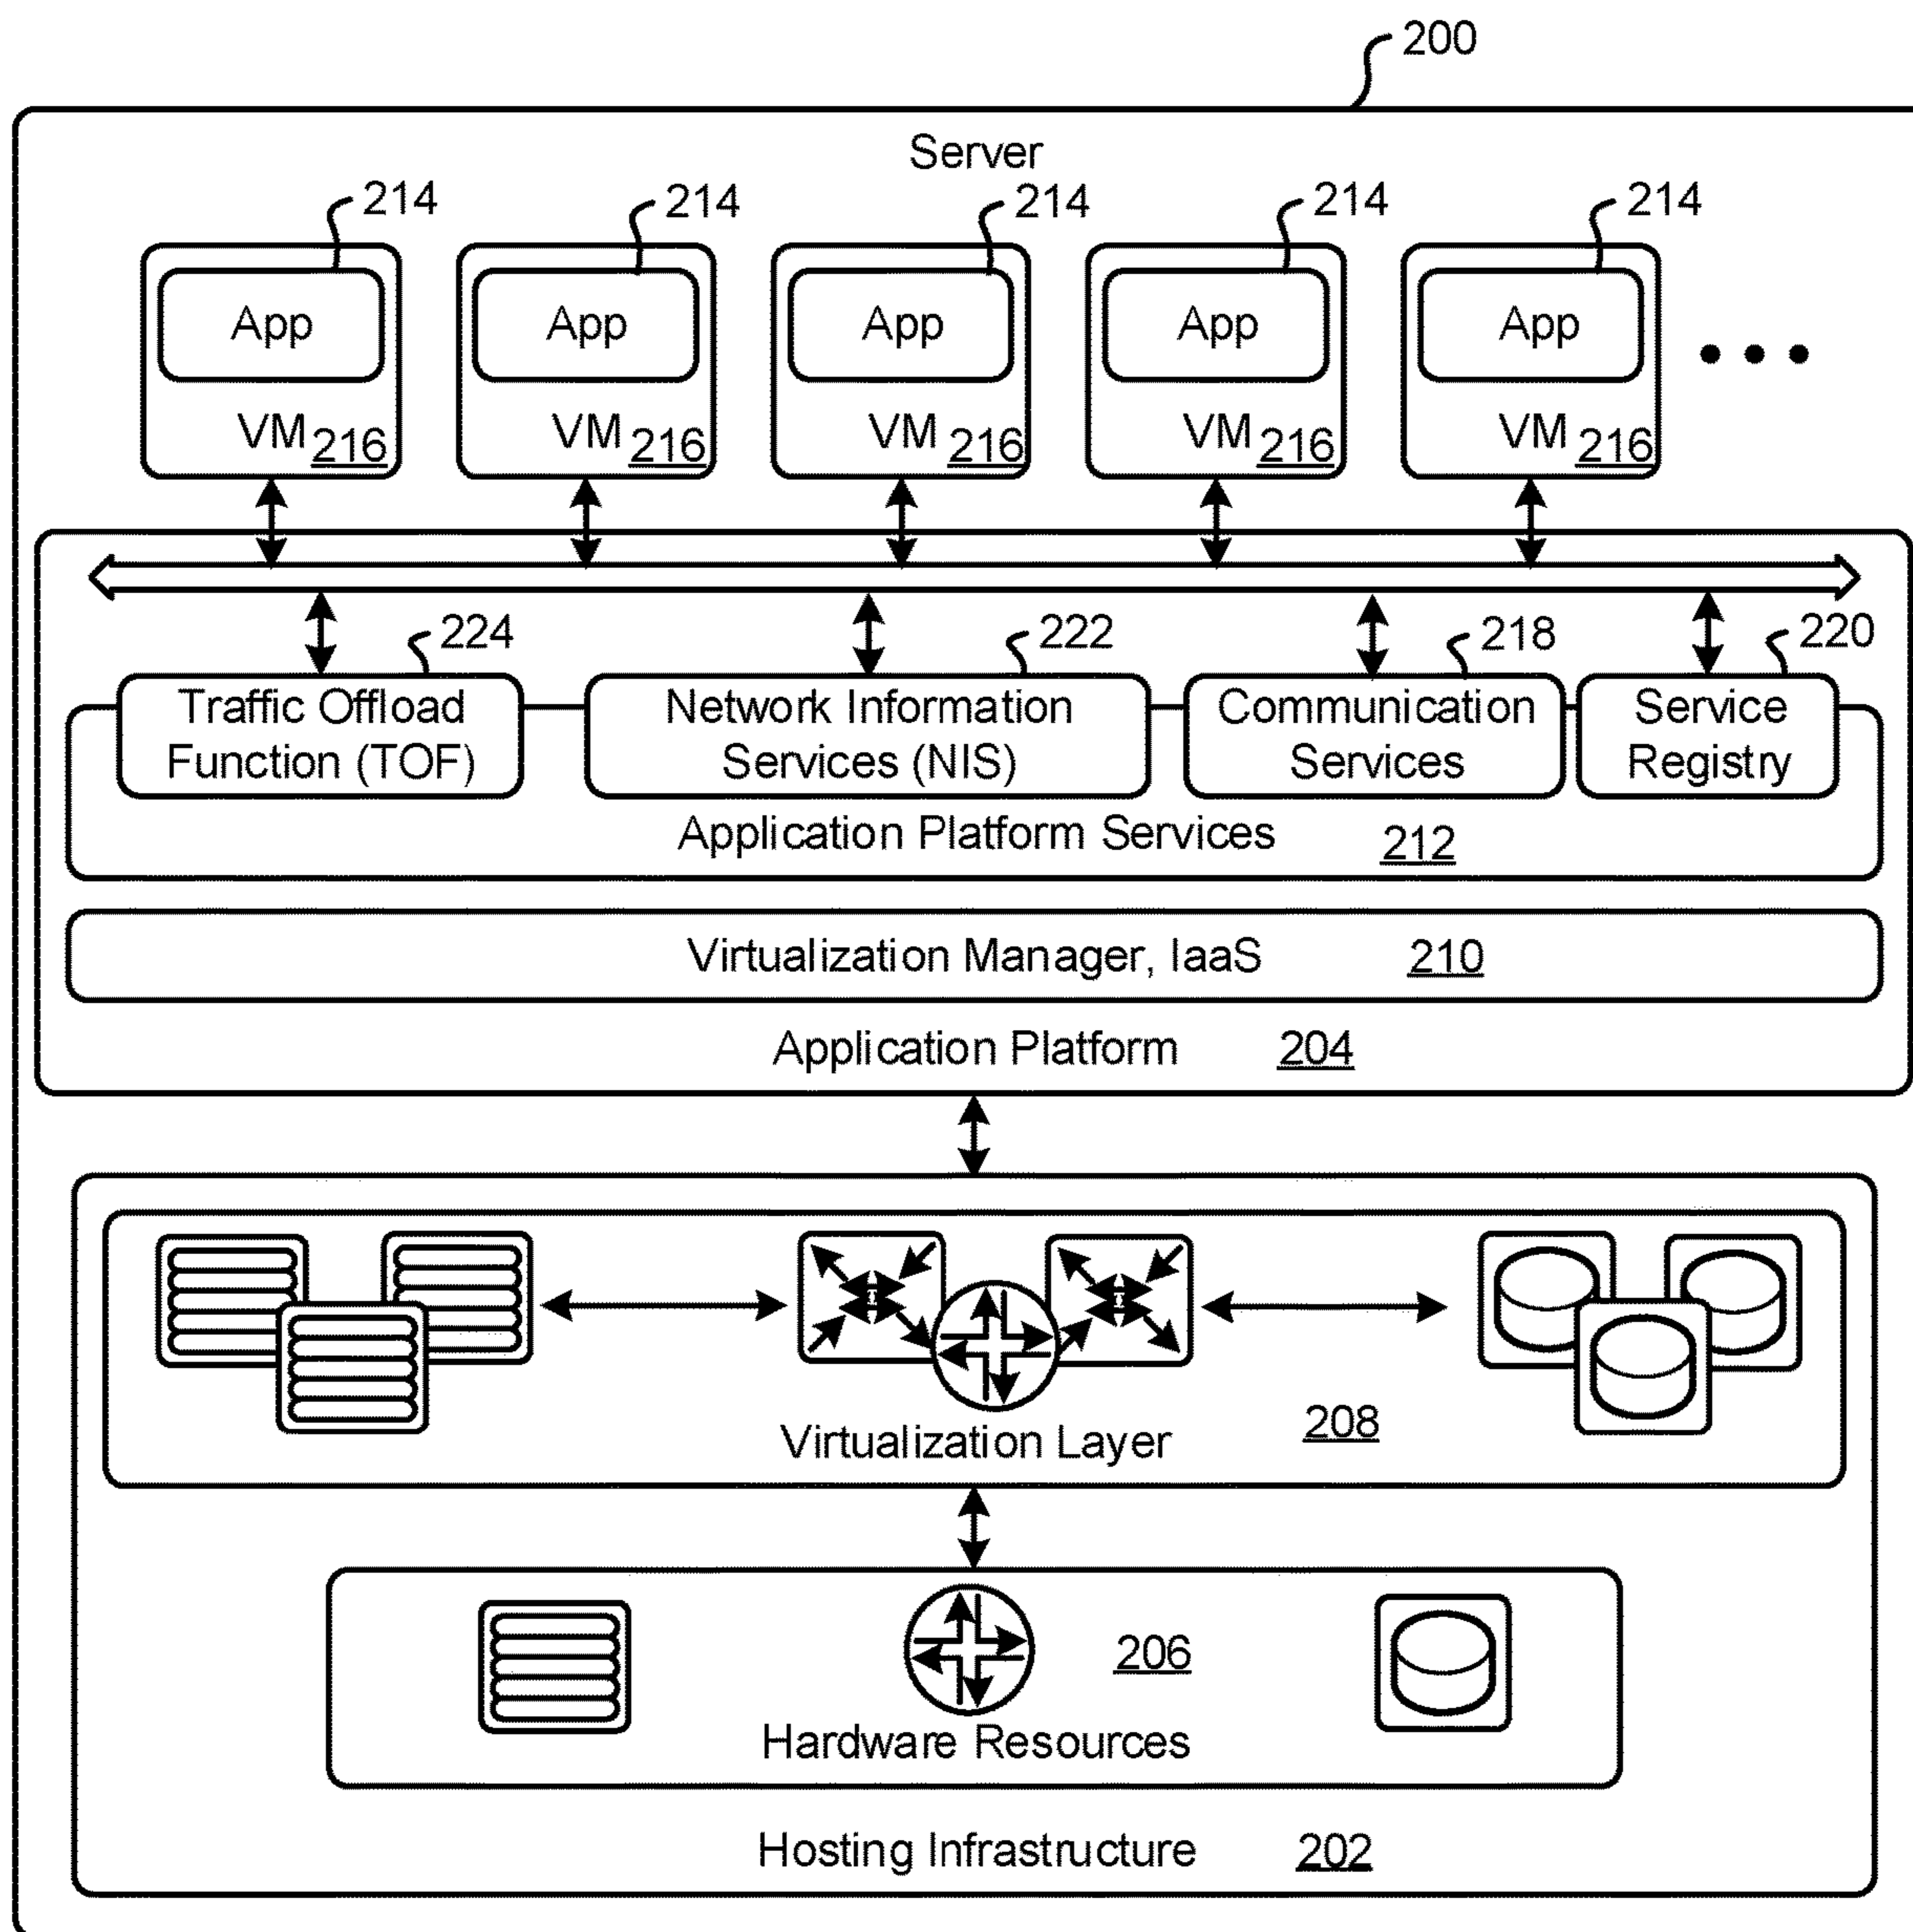 200
Server
214 214 214 214 214
App App App App App
VM 216 VM 216 VM 216 VM 216 VM 216
224 222 218 220
Traffic Offload
Function (TOF)
Network Information
Services (NIS)
Communication
Services
Service
Registry
Application Platform Services 212
Virtualization Manager, IaaS 210
Application Platform 204
Virtualization Layer 208
206
Hardware Resources
Hosting Infrastructure 202